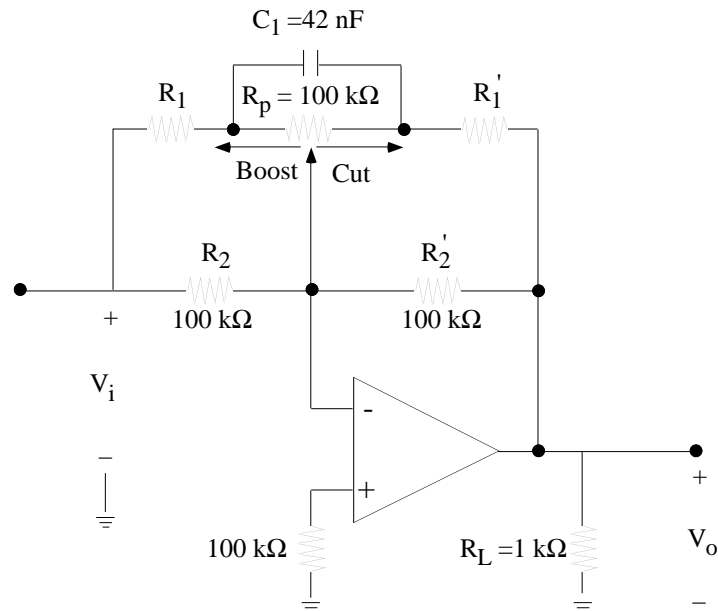 C1 = 42 nF
R1
Rp = 100 kΩ
R1'
Boost
Cut
R2
R2'
100 kΩ
100 kΩ
+
Vi
–
-
+
100 kΩ
RL =1 kΩ
+
Vo
–